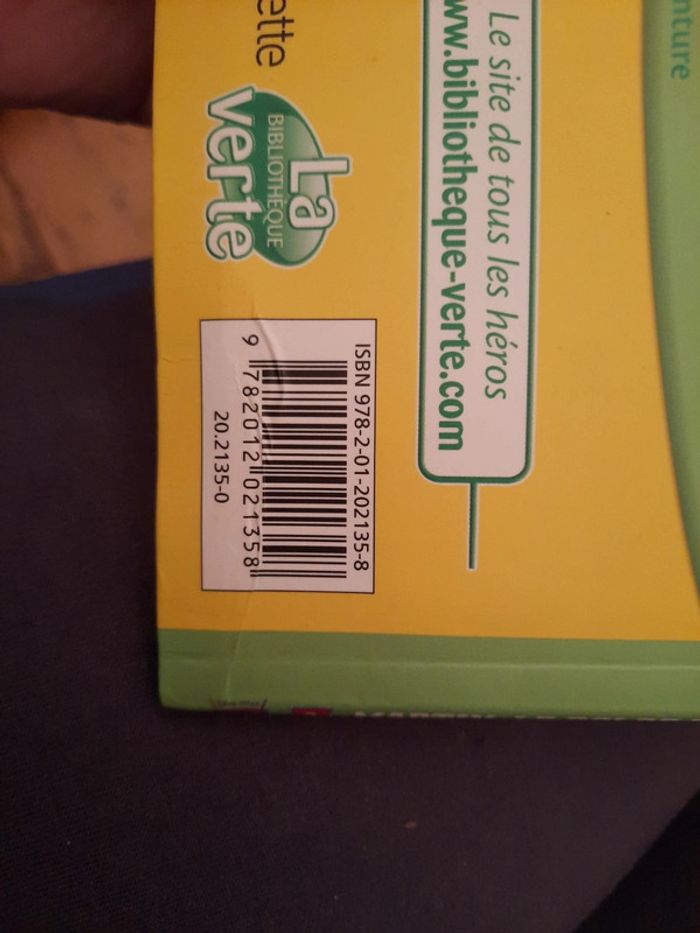 nture
Le site de tous les héros
www.bibliotheque-verte.com
ette
La
BIBLIOTHÈQUE
verte
ISBN 978-2-01-202135-8
9 782012 021358
20.2135-0